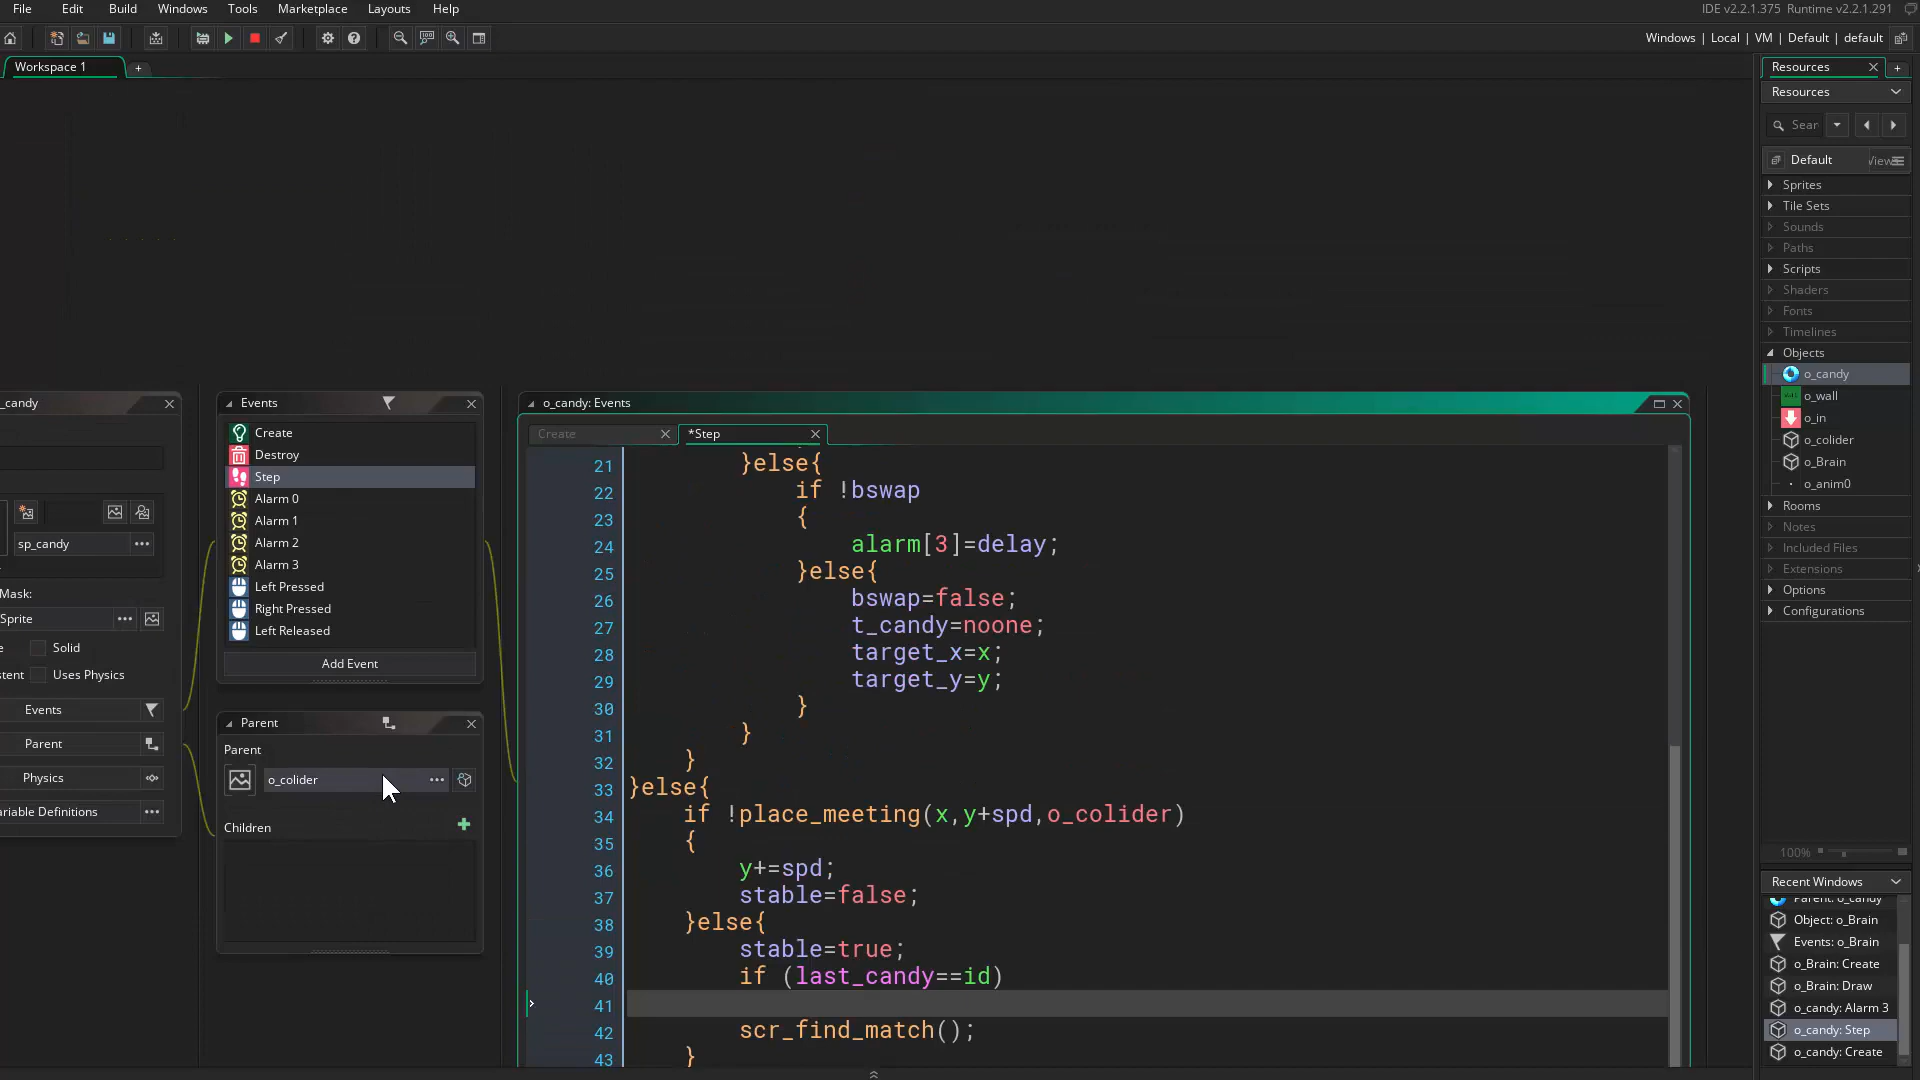 File Edit Build Windows Tools Marketplace Layouts Help
IDE v2.2.1.375 Runtime v2.2.1.291
Windows | Local | VM | Default | default
Workspace 1
+
Resources
Resources
Sear
Default
Views
Sprites
Tile Sets
Sounds
Paths
Scripts
Shaders
Fonts
Timelines
Objects
o_candy
o_wall
o_in
o_colider
o_Brain
o_anim0
Rooms
Notes
Included Files
Extensions
Options
Configurations
100%
Recent Windows
Parent: o_candy
Object: o_Brain
Events: o_Brain
o_Brain: Create
o_Brain: Draw
o_candy: Alarm 3
o_candy: Step
o_candy: Create
_candy
sp_candy
Mask:
Sprite
e
Solid
stent
Uses Physics
Events
Parent
Physics
ariable Definitions
Events
Create
Destroy
Step
Alarm 0
Alarm 1
Alarm 2
Alarm 3
Left Pressed
Right Pressed
Left Released
Add Event
Parent
Parent
o_colider
Children
o_candy: Events
Create
*Step
21 }else{
22 if !bswap
23 {
24 alarm[3]=delay;
25 }else{
26 bswap=false;
27 t_candy=noone;
28 target_x=x;
29 target_y=y;
30 }
31 }
32 }
33 }else{
34 if !place_meeting(x,y+spd,o_colider)
35 {
36 y+=spd;
37 stable=false;
38 }else{
39 stable=true;
40 if (last_candy==id)
41
42 scr_find_match();
43 }